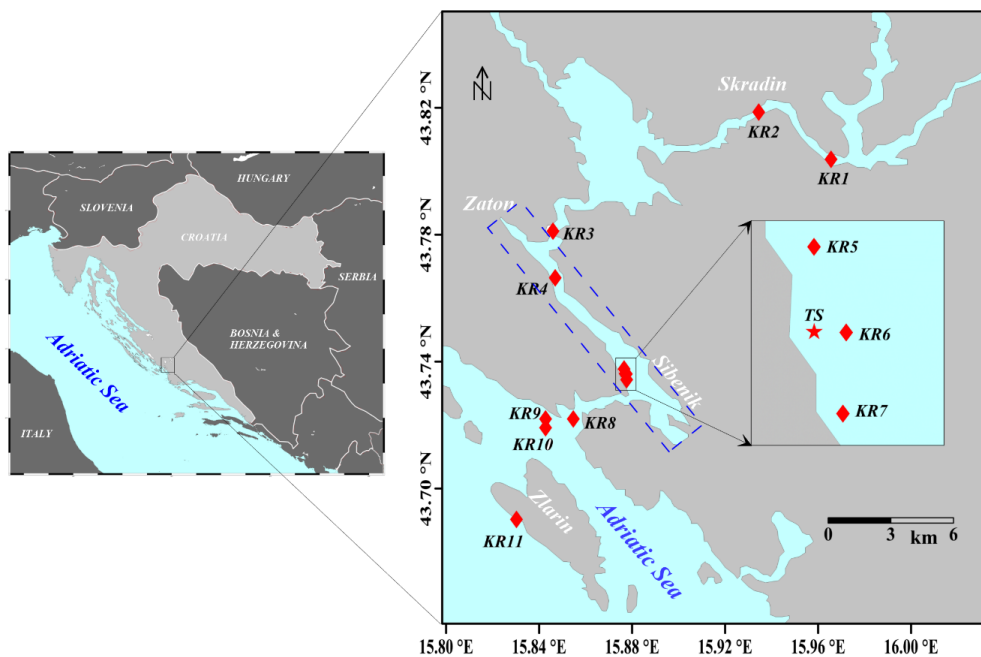 HUNGARY
SLOVENIA
CROATIA
SERBIA
BOSNIA &
HERZEGOVINA
Adriatic Sea
ITALY
N
Skradin
KR2
KR1
Zaton
KR3
KR4
KR5
TS
KR6
KR7
Sibenik
KR9
KR8
KR10
Zlarin
KR11
Adriatic Sea
0 3 6
km
43.82 °N
43.78 °N
43.74 °N
43.70 °N
15.80 °E 15.84 °E 15.88 °E 15.92 °E 15.96 °E 16.00 °E